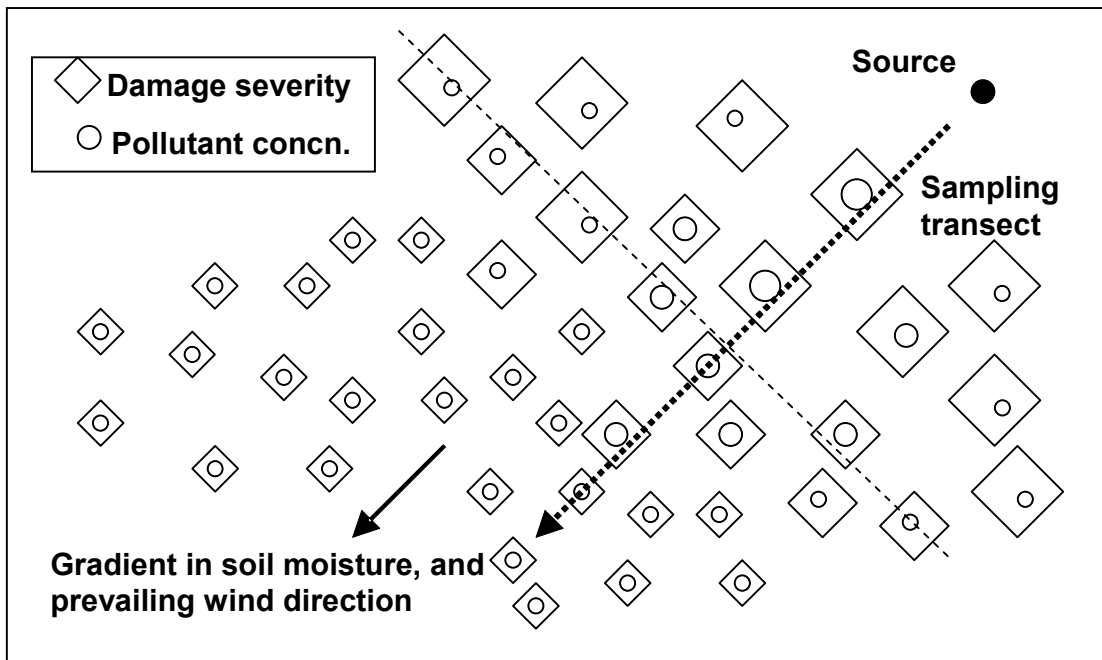 Damage severity
Pollutant concn.
Source
Sampling
transect
Gradient in soil moisture, and
prevailing wind direction